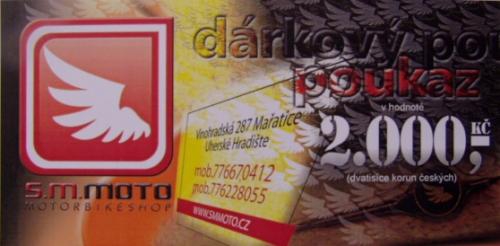 dárkový po
poukaz
v hodnotě
2.000,- Kč
(dvatisíce korun českých)
Vinohradská 287 Mařatice
Uherské Hradiště
mob.776670412
mob.776228055
WWW.SMMOTO.CZ
S.M.MOTO
MOTORBIKESHOP